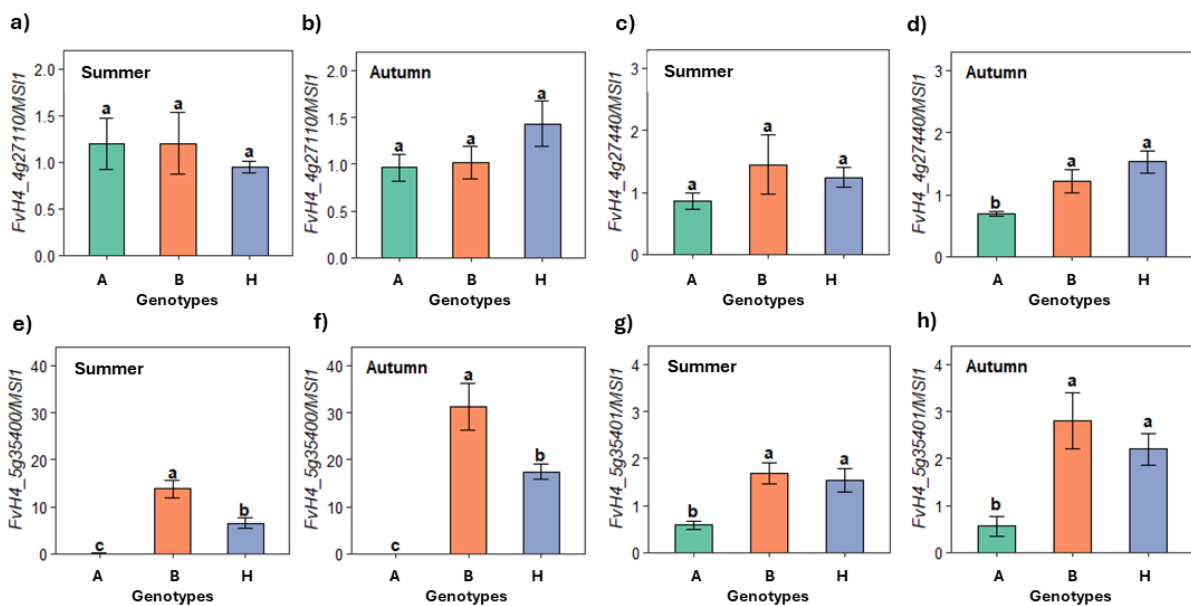 a)
FvH4_4g27110/MSI1
2.0
1.5
1.0
0.5
0.0
Summer
a
a
a
A
B
H
Genotypes
b)
FvH4_4g27110/MSI1
2.0
1.5
1.0
0.5
0.0
Autumn
a
a
a
A
B
H
Genotypes
c)
FvH4_4g27440/MSI1
3
2
1
0
Summer
a
a
a
A
B
H
Genotypes
d)
FvH4_4g27440/MSI1
3
2
1
0
Autumn
b
a
a
A
B
H
Genotypes
e)
FvH4_5g35400/MSI1
40
30
20
10
0
Summer
c
a
b
A
B
H
Genotypes
f)
FvH4_5g35400/MSI1
40
30
20
10
0
Autumn
c
a
b
A
B
H
Genotypes
g)
FvH4_5g35401/MSI1
4
3
2
1
0
Summer
b
a
a
A
B
H
Genotypes
h)
FvH4_5g35401/MSI1
4
3
2
1
0
Autumn
b
a
a
A
B
H
Genotypes